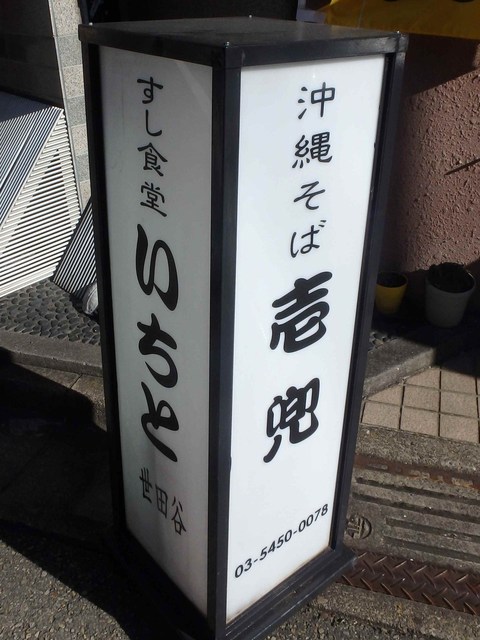 すし食堂
いちと
世田谷
沖縄そば
壱
兜
03-5450-0078